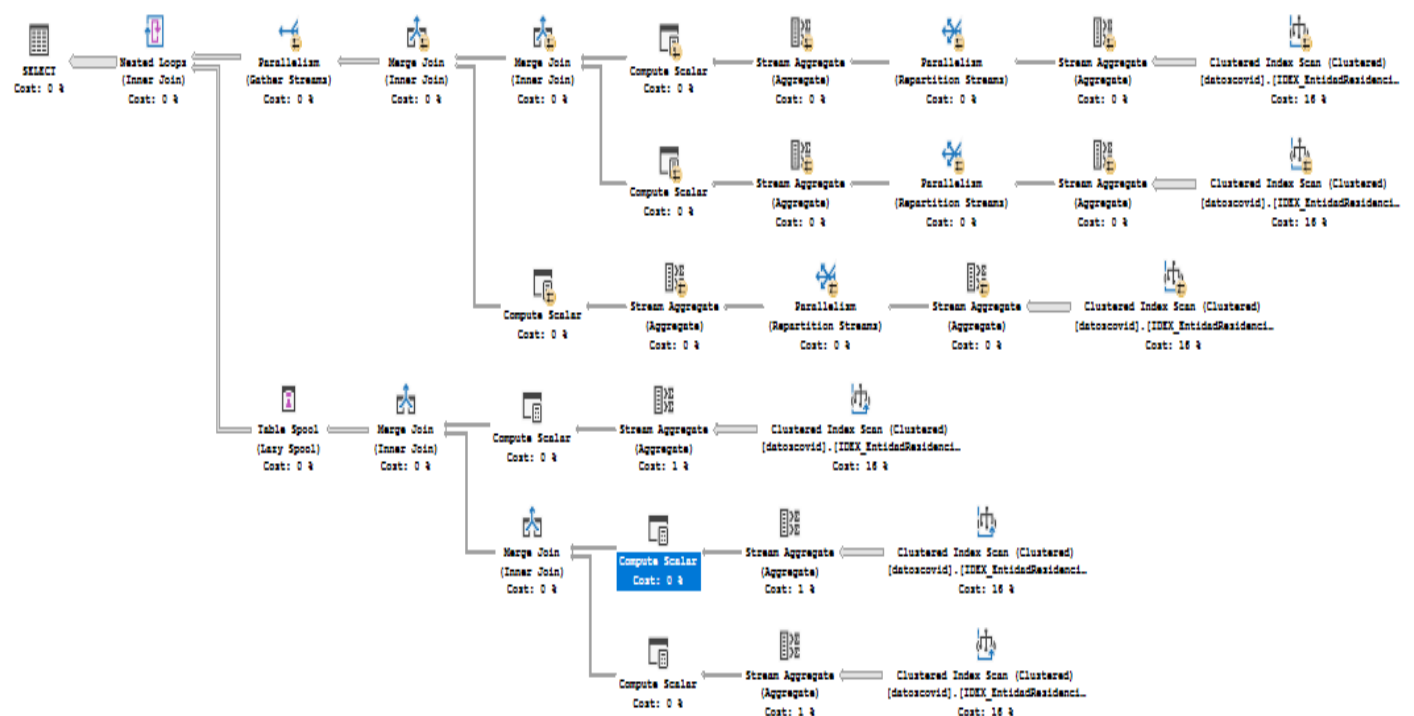 SELECT
Cost: 0 %
Nested Loops
(Inner Join)
Cost: 0 %
Parallelism
(Gather Streams)
Cost: 0 %
Merge Join
(Inner Join)
Cost: 0 %
Merge Join
(Inner Join)
Cost: 0 %
Compute Scalar
Cost: 0 %
Stream Aggregate
(Aggregate)
Cost: 0 %
Parallelism
(Repartition Streams)
Cost: 0 %
Stream Aggregate
(Aggregate)
Cost: 0 %
Clustered Index Scan (Clustered)
[datoscovid].[IDEX_EntidadResidenci…
Cost: 16 %
Compute Scalar
Cost: 0 %
Stream Aggregate
(Aggregate)
Cost: 0 %
Parallelism
(Repartition Streams)
Cost: 0 %
Stream Aggregate
(Aggregate)
Cost: 0 %
Clustered Index Scan (Clustered)
[datoscovid].[IDEX_EntidadResidenci…
Cost: 16 %
Compute Scalar
Cost: 0 %
Stream Aggregate
(Aggregate)
Cost: 0 %
Parallelism
(Repartition Streams)
Cost: 0 %
Stream Aggregate
(Aggregate)
Cost: 0 %
Clustered Index Scan (Clustered)
[datoscovid].[IDEX_EntidadResidenci…
Cost: 16 %
Table Spool
(Lazy Spool)
Cost: 0 %
Merge Join
(Inner Join)
Cost: 0 %
Compute Scalar
Cost: 0 %
Stream Aggregate
(Aggregate)
Cost: 1 %
Clustered Index Scan (Clustered)
[datoscovid].[IDEX_EntidadResidenci…
Cost: 16 %
Merge Join
(Inner Join)
Cost: 0 %
Compute Scalar
Cost: 0 %
Stream Aggregate
(Aggregate)
Cost: 1 %
Clustered Index Scan (Clustered)
[datoscovid].[IDEX_EntidadResidenci…
Cost: 16 %
Compute Scalar
Cost: 0 %
Stream Aggregate
(Aggregate)
Cost: 1 %
Clustered Index Scan (Clustered)
[datoscovid].[IDEX_EntidadResidenci…
Cost: 16 %